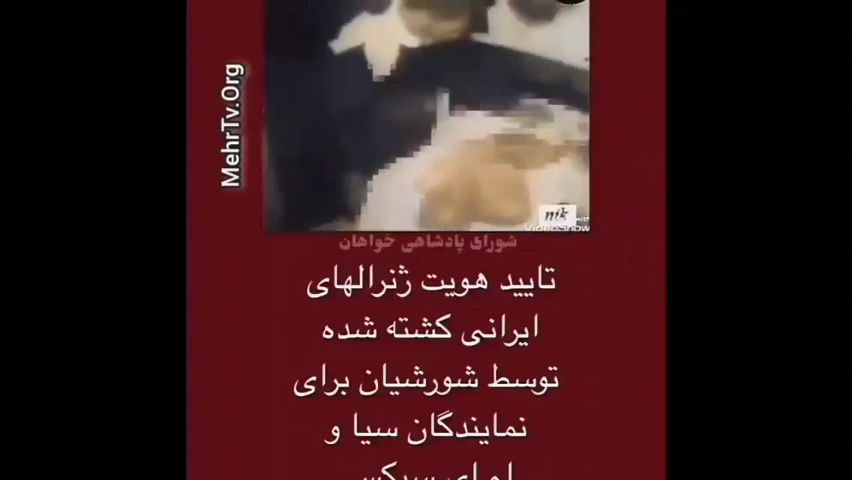 MehrTv.Org
nik
VideoShow
شورای پادشاهی خواهان
تایید هویت ژنرالهای
ایرانی کشته شده
توسط شورشیان برای
نمایندگان سیا و